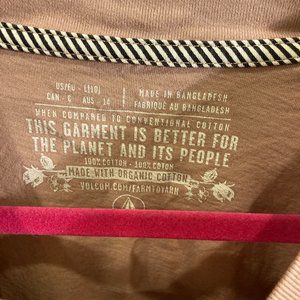 US/EU - L(10) MADE IN BANGLADESH
CAN - G AUS - 14 FABRIQUÉ AU BANGLADESH
WHEN COMPARED TO CONVENTIONAL COTTON
THIS GARMENT IS BETTER FOR
THE PLANET AND ITS PEOPLE
100% COTTON - 100% COTON
MADE WITH ORGANIC COTTON
VOLCOM.COM/FARMTOYARN